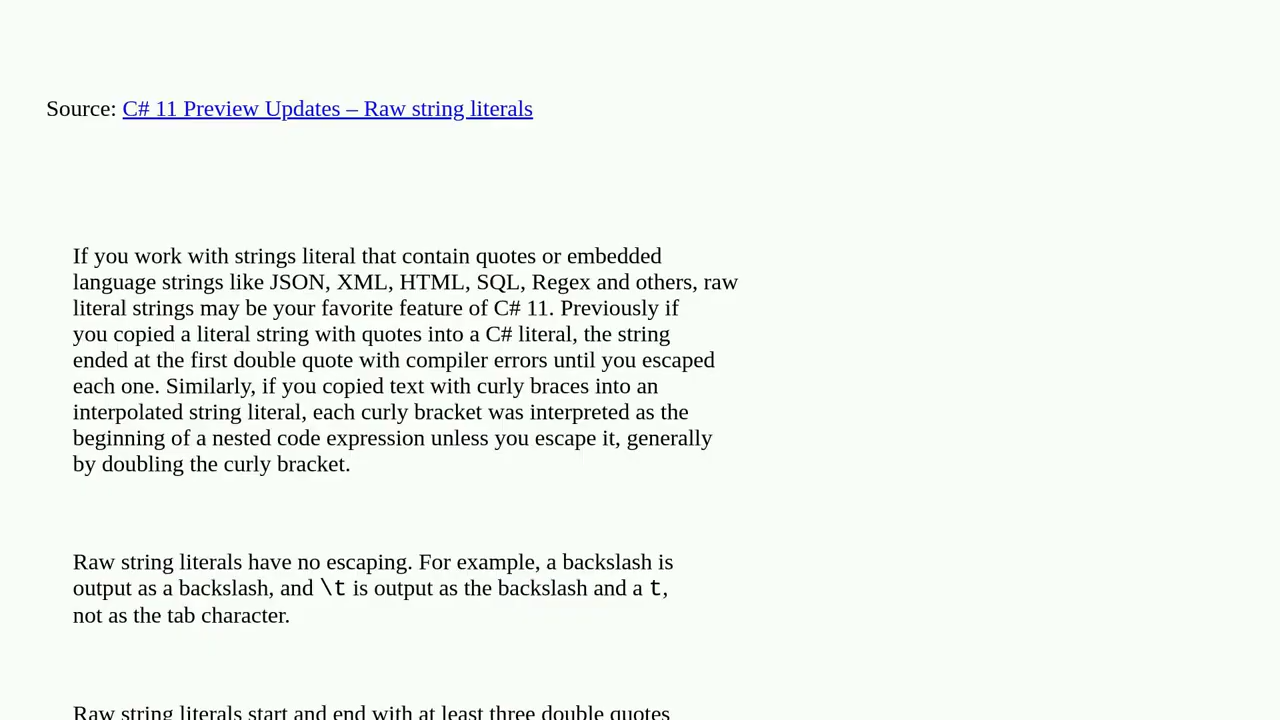 Source: C# 11 Preview Updates – Raw string literals
If you work with strings literal that contain quotes or embedded
language strings like JSON, XML, HTML, SQL, Regex and others, raw
literal strings may be your favorite feature of C# 11. Previously if
you copied a literal string with quotes into a C# literal, the string
ended at the first double quote with compiler errors until you escaped
each one. Similarly, if you copied text with curly braces into an
interpolated string literal, each curly bracket was interpreted as the
beginning of a nested code expression unless you escape it, generally
by doubling the curly bracket.
Raw string literals have no escaping. For example, a backslash is
output as a backslash, and \t is output as the backslash and a t,
not as the tab character.
Raw string literals start and end with at least three double quotes